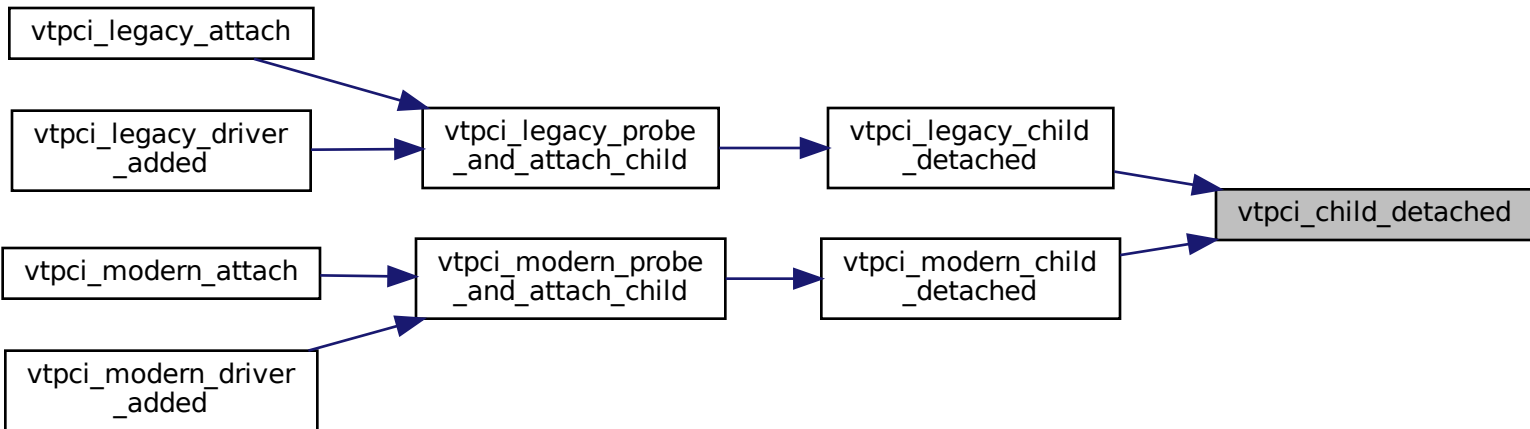 vtpci_legacy_attach
vtpci_legacy_driver
_added
vtpci_legacy_probe
_and_attach_child
vtpci_legacy_child
_detached
vtpci_child_detached
vtpci_modern_attach
vtpci_modern_probe
_and_attach_child
vtpci_modern_child
_detached
vtpci_modern_driver
_added